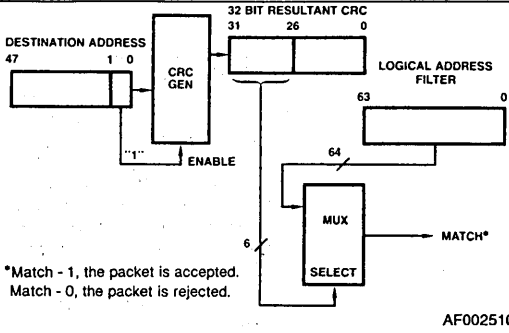 32 BIT RESULTANT CRC
31 26 0
DESTINATION ADDRESS
47 1 0
CRC
GEN
LOGICAL ADDRESS
FILTER
63 0
"1"
ENABLE
64
MUX
6
MATCH*
SELECT
*Match - 1, the packet is accepted.
Match - 0, the packet is rejected.
AF002510